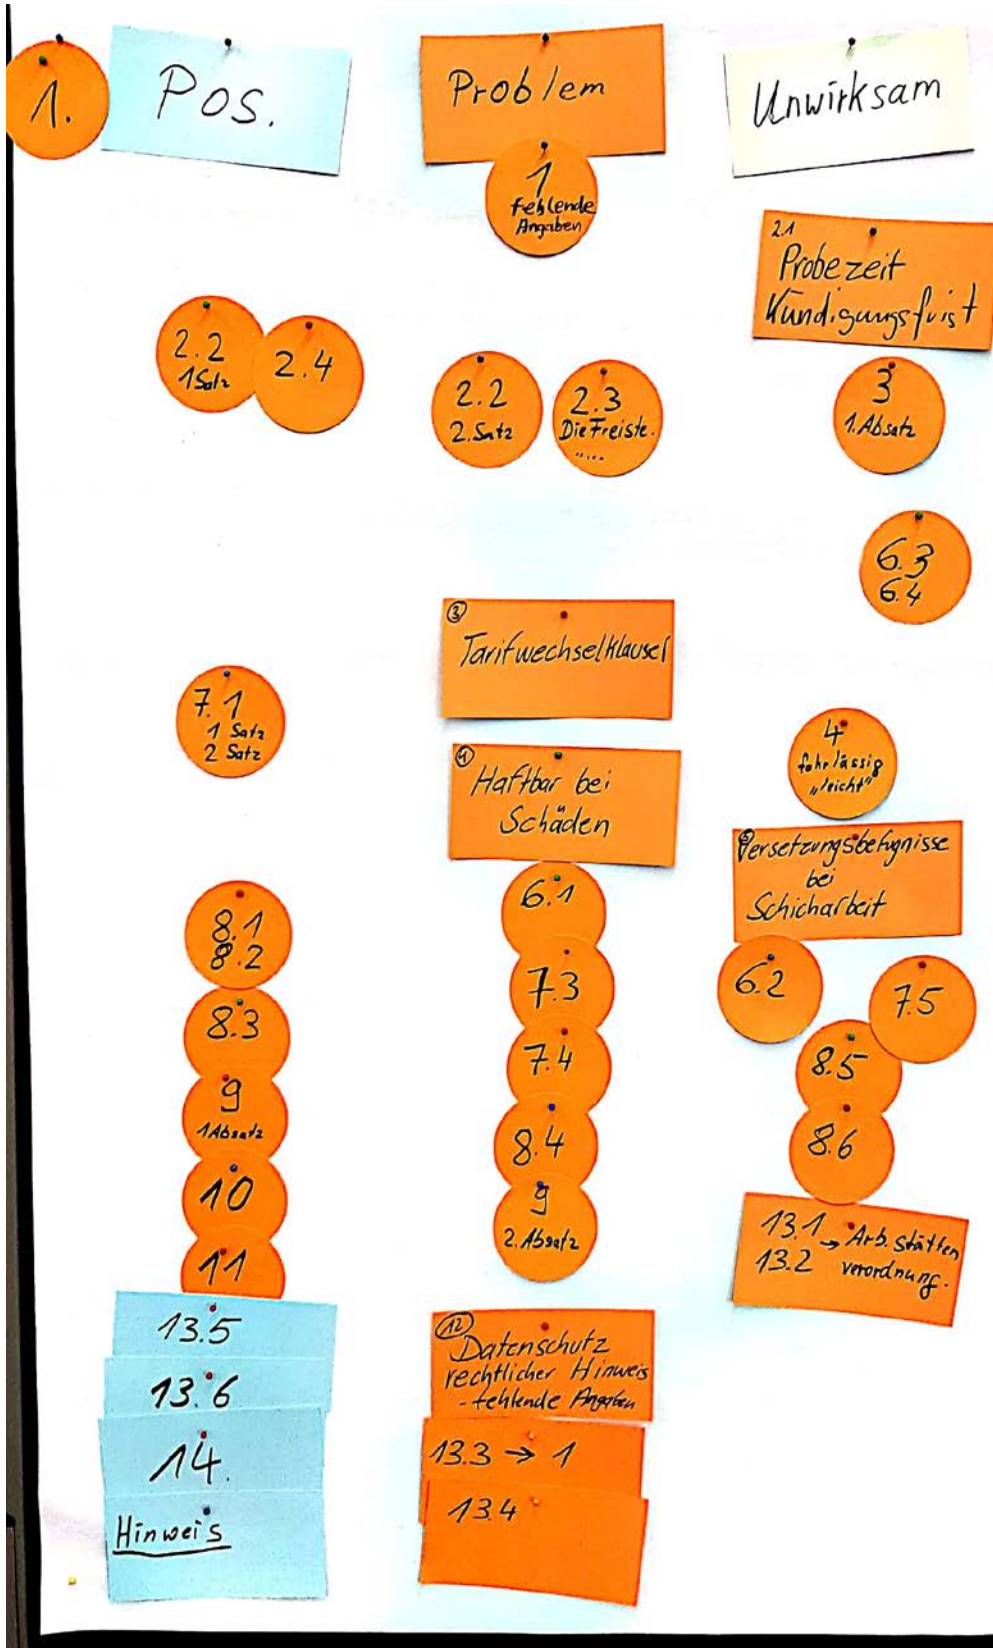 1.
Pos.
2.2
1 Satz
2.4
7.1
1 Satz
2 Satz
8.1
8.2
8.3
9
1 Absatz
10
11
13.5
13.6
14.
Hinweis
Problem
1
fehlende
Angaben
2.2
2. Satz
2.3
Die Freiste.
"....
③
Tarifwechselklausel
④
Haftbar bei
Schäden
6.1
7.3
7.4
8.4
9
2. Absatz
⑫
Datenschutz
rechtlicher Hinweis
- fehlende Angaben
13.3 → 1
13.4
Unwirksam
2.1
Probezeit
Kündigungsfrist
3
1. Absatz
6.3
6.4
4
fahrlässig
„leicht"
⑤
Versetzungsbefugnisse
bei
Schicharbeit
6.2
7.5
8.5
8.6
13.1 → Arb. stätten
13.2 verordnung.